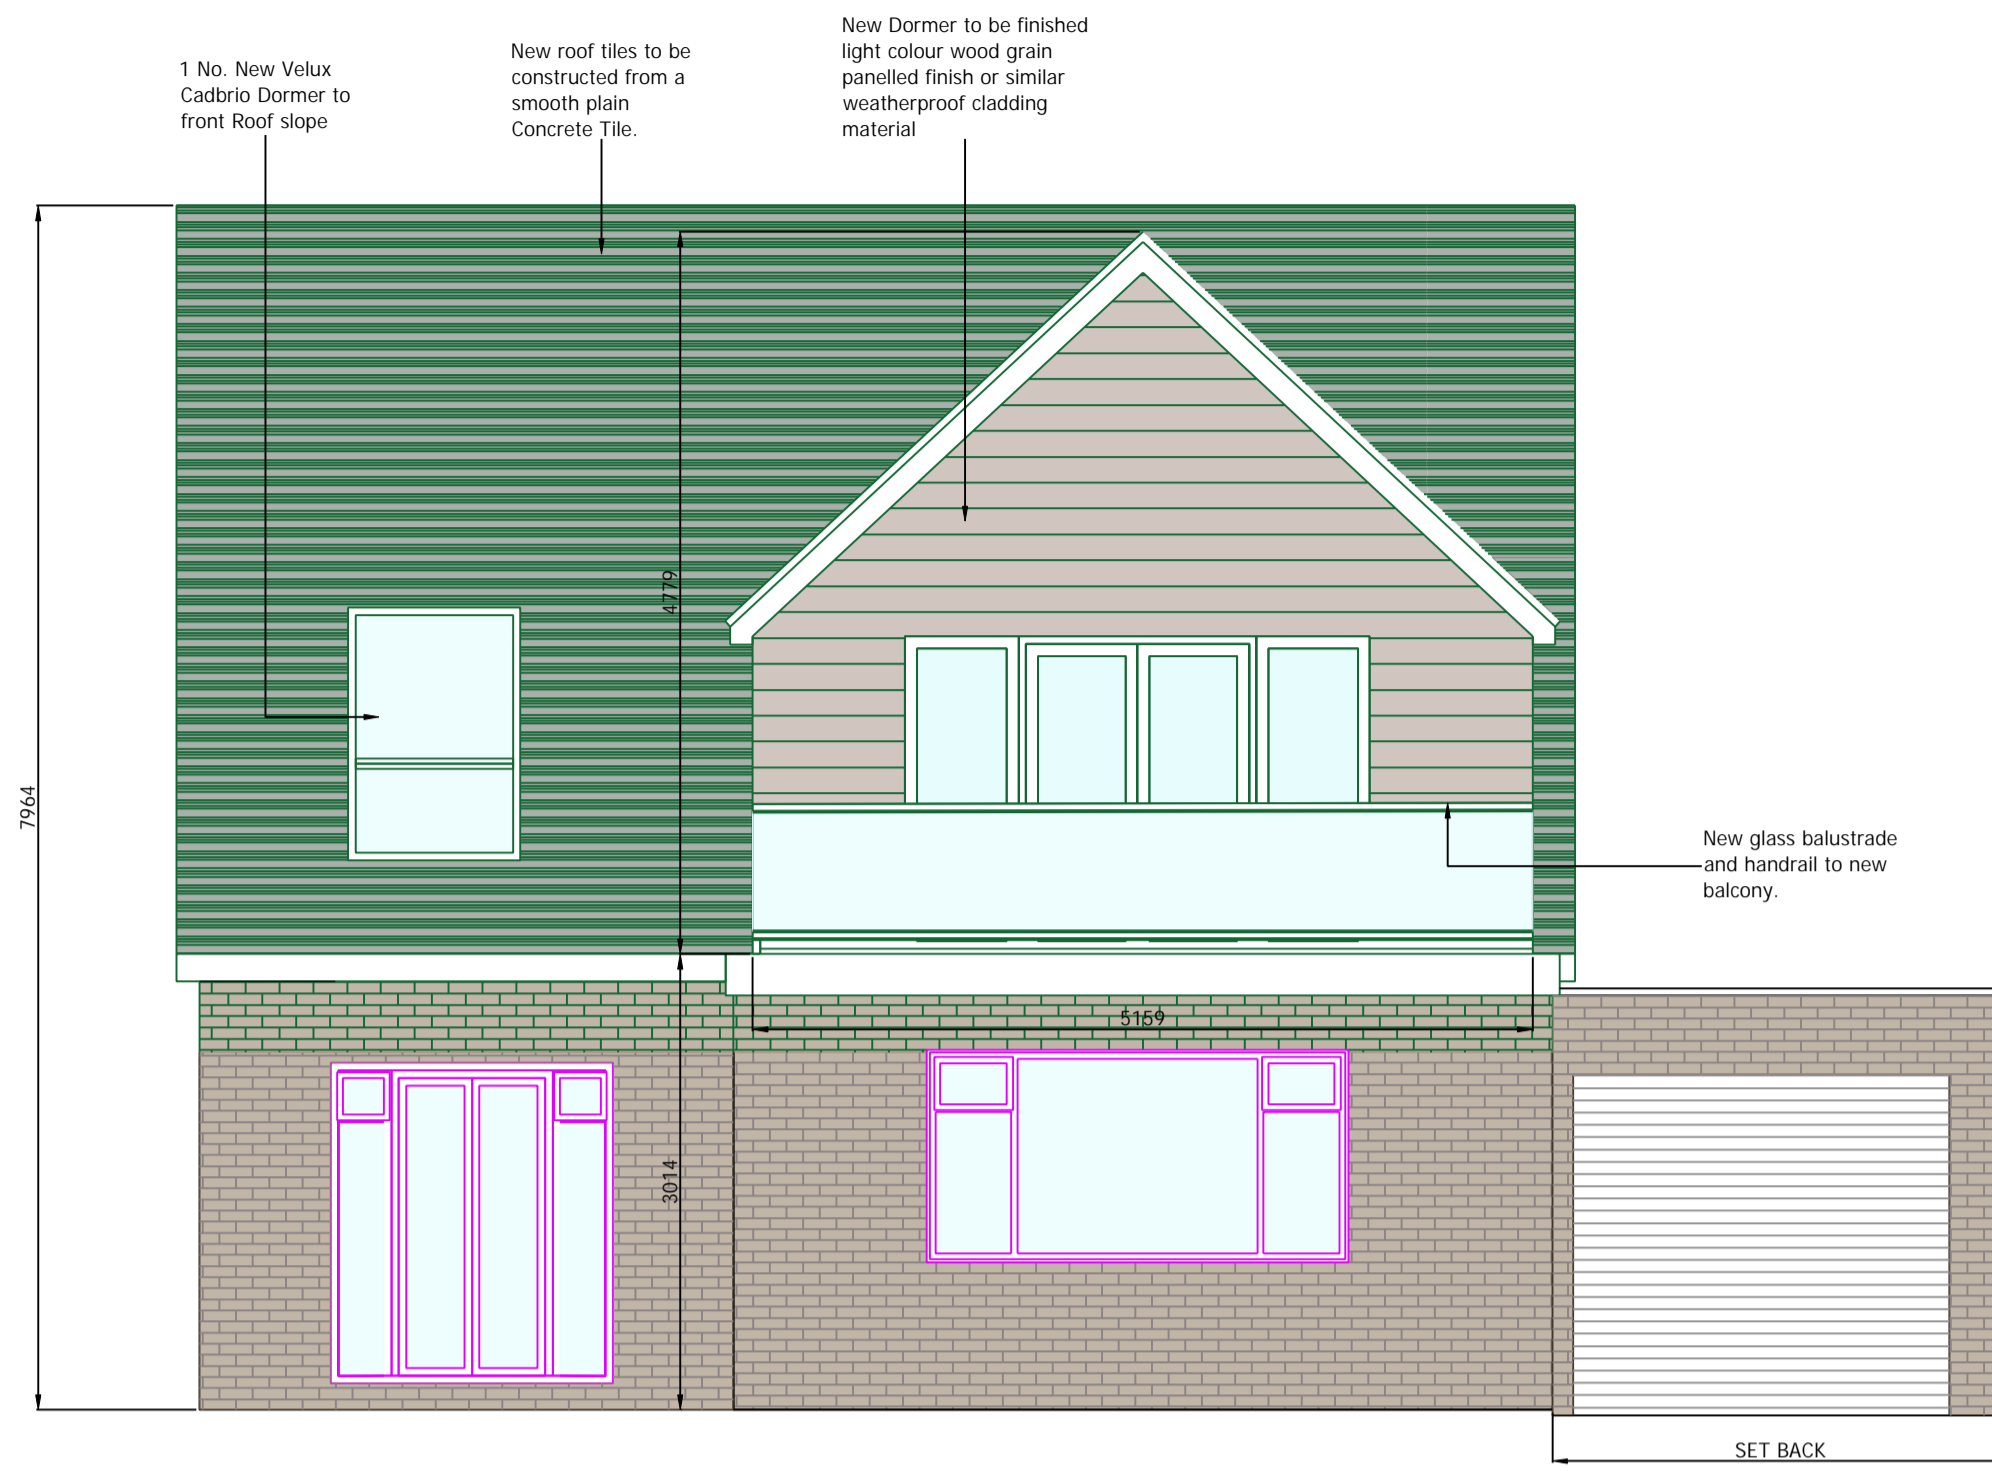 New Dormer to be finished
light colour wood grain
panelled finish or similar
weatherproof cladding
material
New roof tiles to be
constructed from a
smooth plain
Concrete Tile.
1 No. New Velux
Cadbrio Dormer to
front Roof slope
4779
7964
New glass balustrade
and handrail to new
balcony.
5159
3014
SET BACK